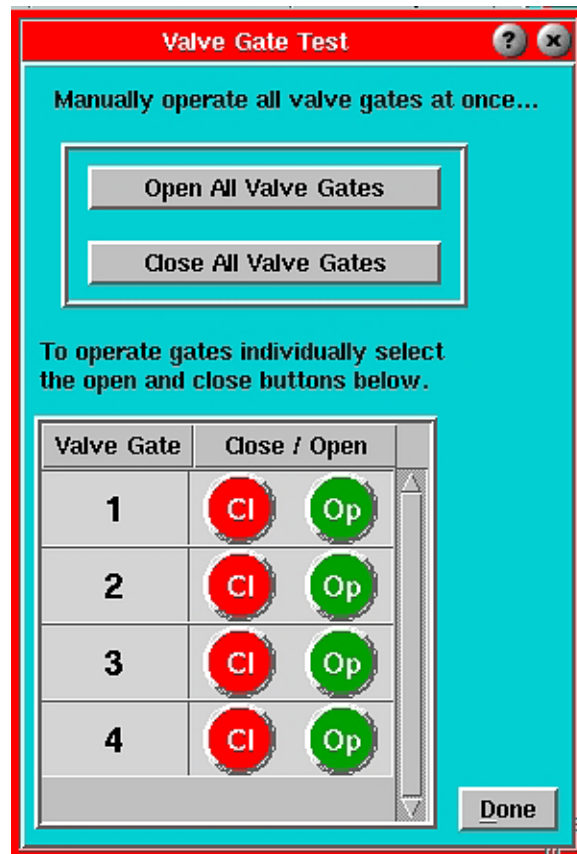 Valve Gate Test ? x
Manually operate all valve gates at once...
Open All Valve Gates
Close All Valve Gates
To operate gates individually select
the open and close buttons below.
Valve Gate Close / Open
1 Cl Op
2 Cl Op
3 Cl Op
4 Cl Op
Done